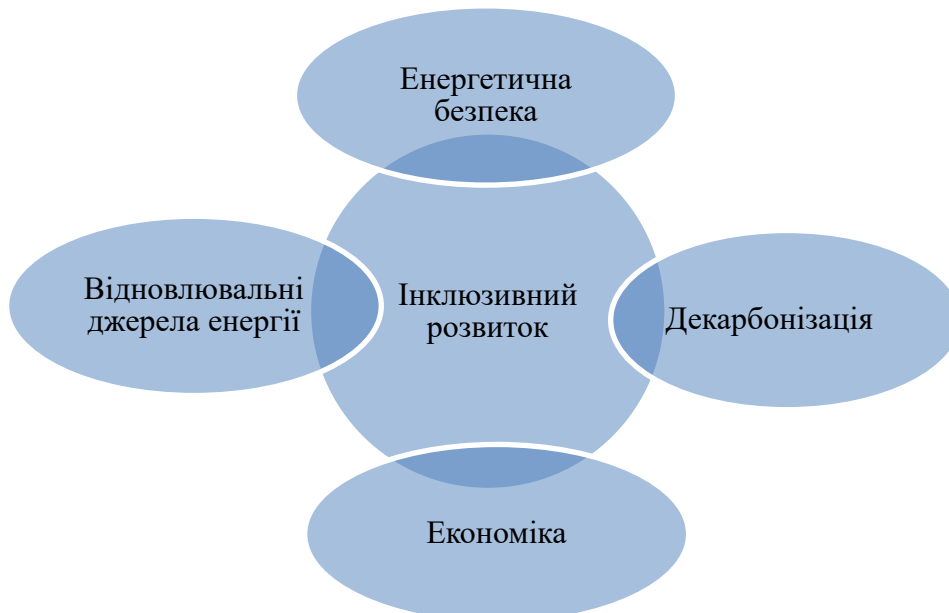 Енергетична
безпека
Відновлювальні
джерела енергії
Інклюзивний
розвиток
Декарбонізація
Економіка